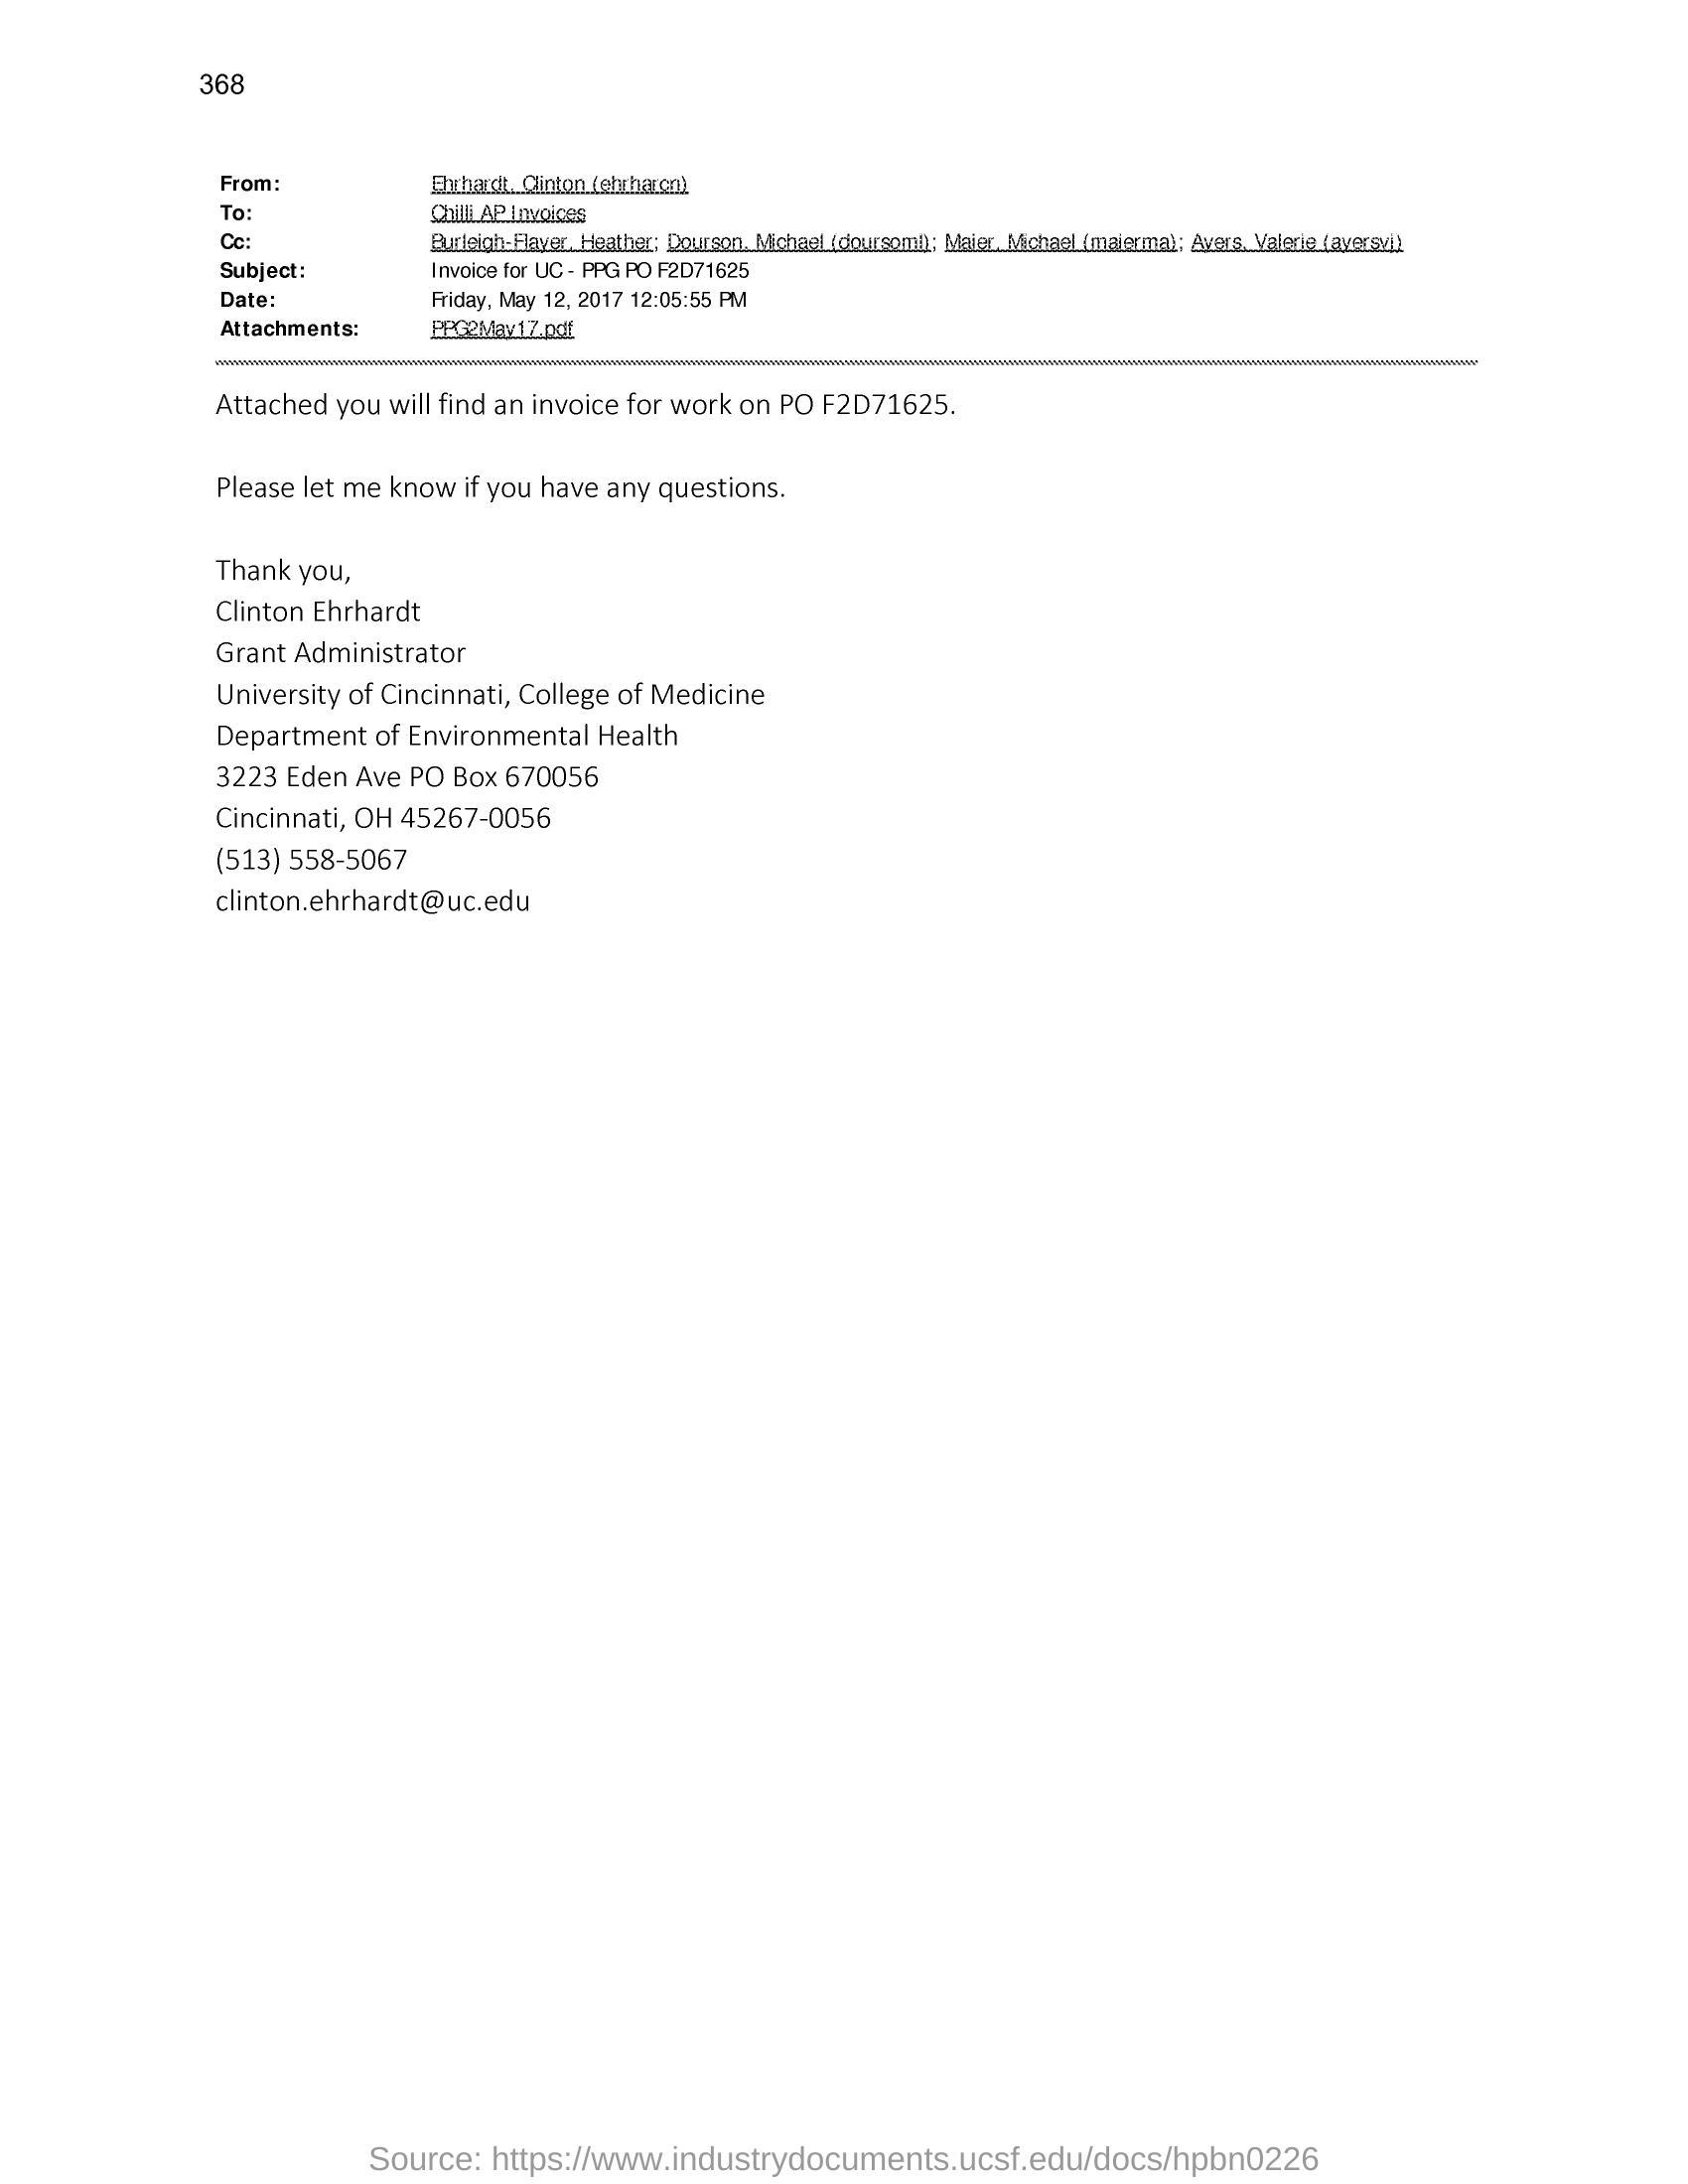 368
From: Ehrhardt, Clinton (ehrharcn)
To: Chilli AP Invoices
Cc: Burleigh-Flayer, Heather; Dourson, Michael (doursoml); Maier, Michael (maierma); Ayers, Valerie (ayersvj)
Subject: Invoice for UC - PPG PO F2D71625
Date: Friday, May 12, 2017 12:05:55 PM
Attachments: PPG2May17.pdf
Attached you will find an invoice for work on PO F2D71625.
Please let me know if you have any questions.
Thank you,
Clinton Ehrhardt
Grant Administrator
University of Cincinnati, College of Medicine
Department of Environmental Health
3223 Eden Ave PO Box 670056
Cincinnati, OH 45267-0056
(513) 558-5067
clinton.ehrhardt@uc.edu
Source: https://www.industrydocuments.ucsf.edu/docs/hpbn0226